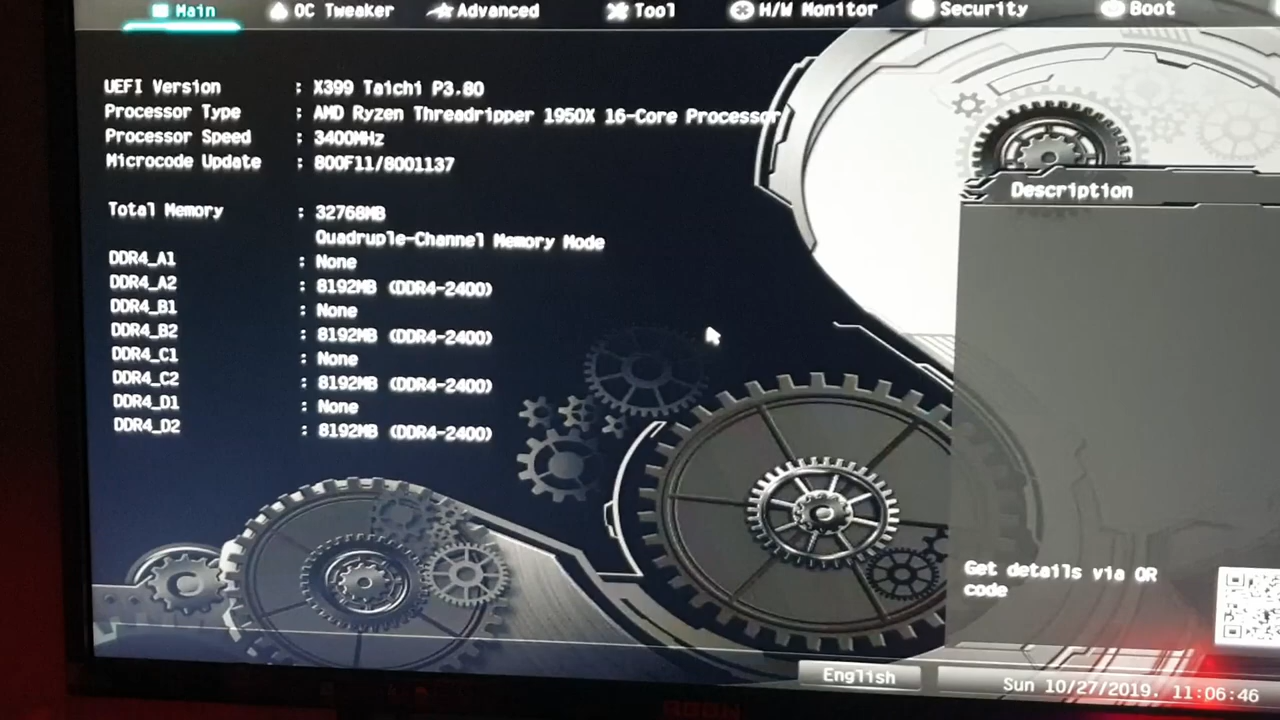 Main OC Tweaker Advanced Tool H/W Monitor Security Boot
UEFI Version : X399 Taichi P3.80
Processor Type : AMD Ryzen Threadripper 1950X 16-Core Processor
Processor Speed : 3400MHz
Microcode Update : 800F11/8001137
Total Memory : 32768MB
Quadruple-Channel Memory Mode
DDR4_A1 : None
DDR4_A2 : 8192MB (DDR4-2400)
DDR4_B1 : None
DDR4_B2 : 8192MB (DDR4-2400)
DDR4_C1 : None
DDR4_C2 : 8192MB (DDR4-2400)
DDR4_D1 : None
DDR4_D2 : 8192MB (DDR4-2400)
Description
Get details via QR
code
English
Sun 10/27/2019. 11:06:46